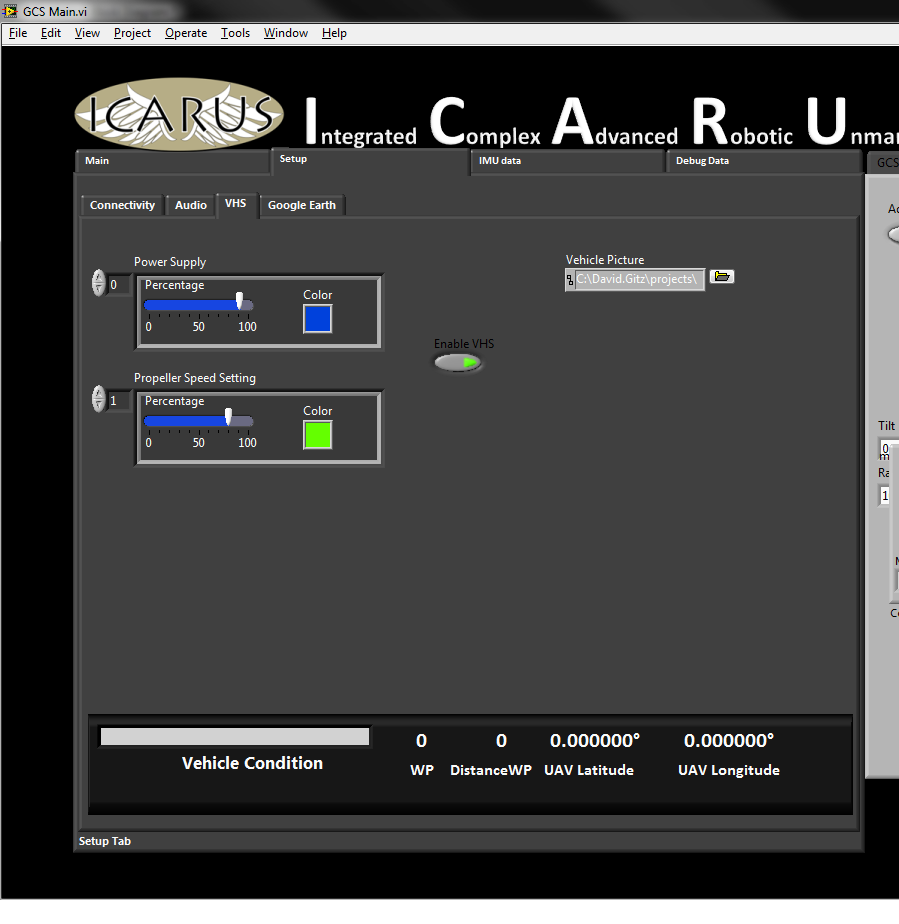 GCS Main.vi
File Edit View Project Operate Tools Window Help
ICARUS
Integrated Complex Advanced Robotic
Main Setup IMU data Debug Data GCS
Connectivity Audio VHS Google Earth
Power Supply
0
Percentage
Color
0 50 100
Vehicle Picture
C:\David.Gitz\projects\
Enable VHS
Propeller Speed Setting
1
Percentage
Color
0 50 100
Tilt
0
1
0 0 0.000000° 0.000000°
Vehicle Condition WP DistanceWP UAV Latitude UAV Longitude
Setup Tab